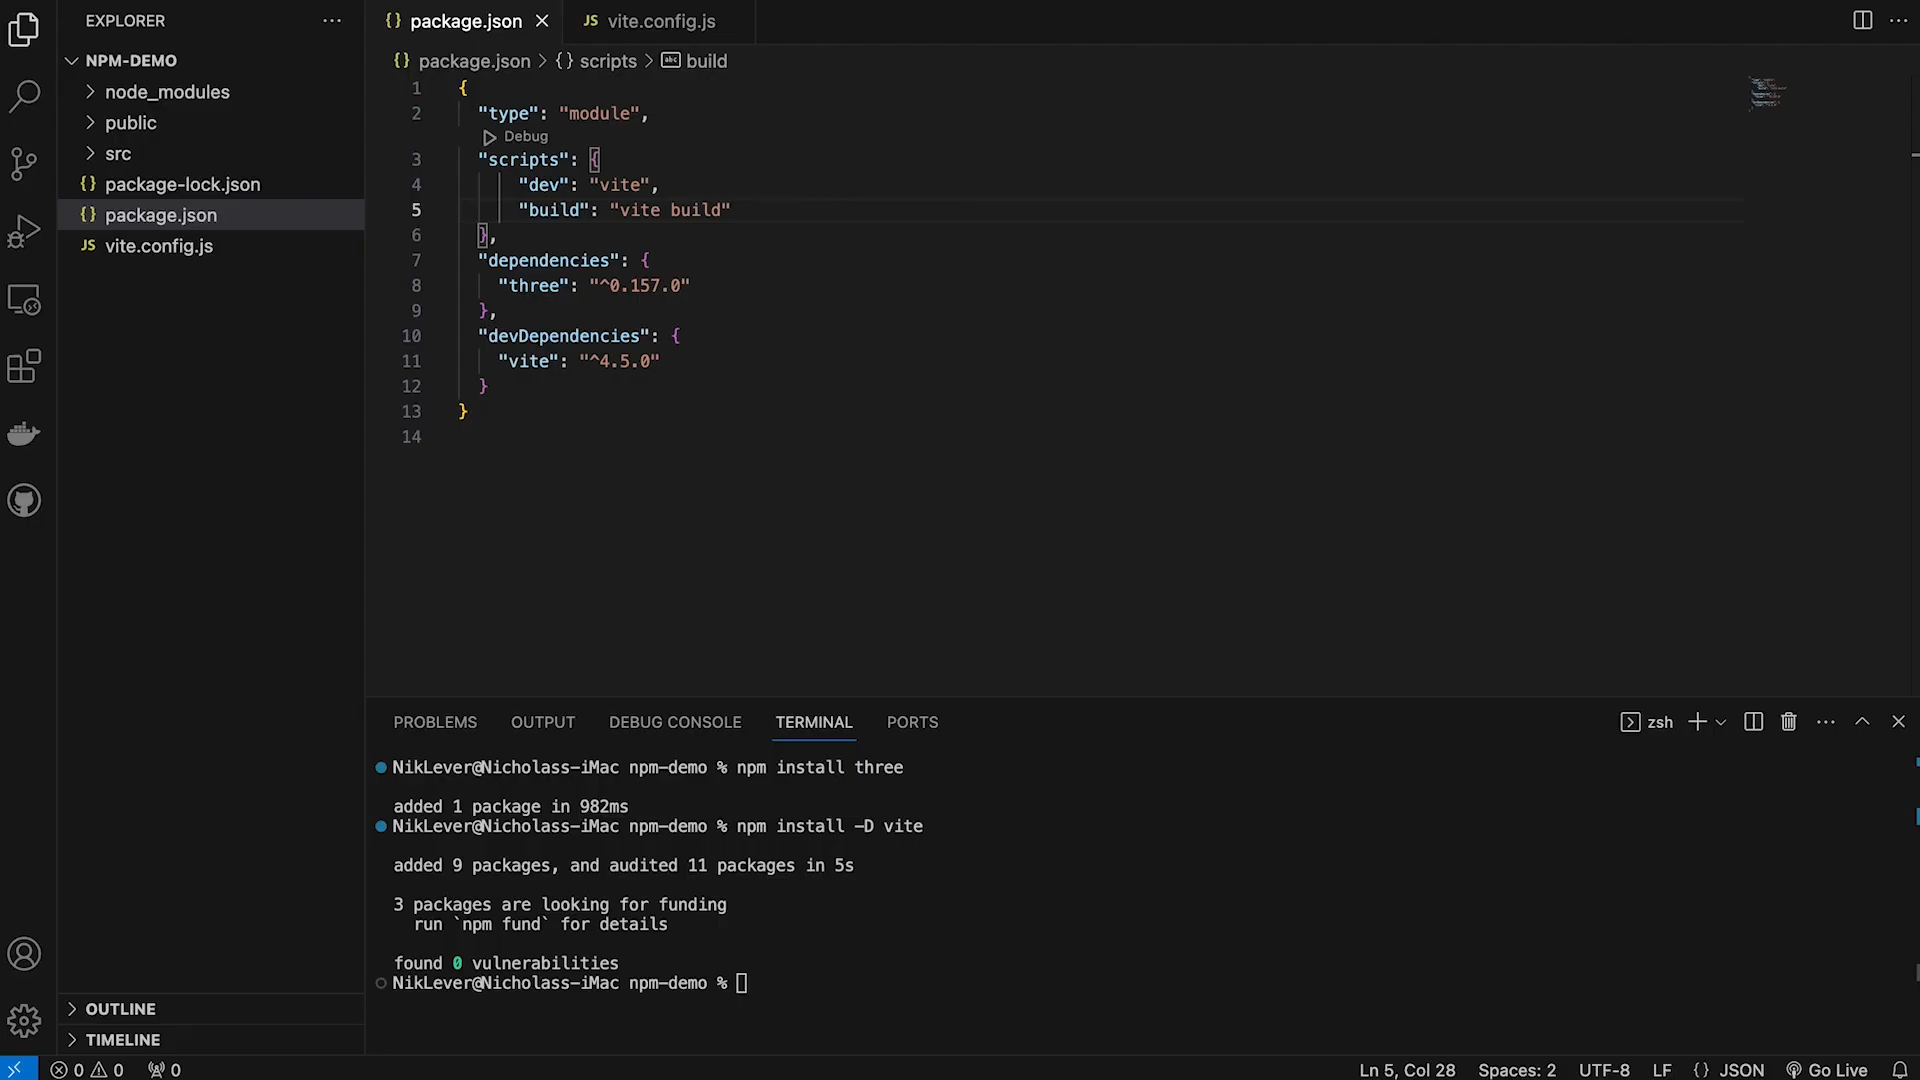 EXPLORER
NPM-DEMO
node_modules
public
src
{} package-lock.json
{} package.json
JS vite.config.js
OUTLINE
TIMELINE
{} package.json
JS vite.config.js
{} package.json > {} scripts > abc build
1 {
2 "type": "module",
Debug
3 "scripts": {
4 "dev": "vite",
5 "build": "vite build"
6 },
7 "dependencies": {
8 "three": "^0.157.0"
9 },
10 "devDependencies": {
11 "vite": "^4.5.0"
12 }
13 }
14
PROBLEMS OUTPUT DEBUG CONSOLE TERMINAL PORTS
zsh
NikLever@Nicholass-iMac npm-demo % npm install three
added 1 package in 982ms
NikLever@Nicholass-iMac npm-demo % npm install -D vite
added 9 packages, and audited 11 packages in 5s
3 packages are looking for funding
run `npm fund` for details
found 0 vulnerabilities
NikLever@Nicholass-iMac npm-demo %
0 0 0 Ln 5, Col 28 Spaces: 2 UTF-8 LF {} JSON Go Live